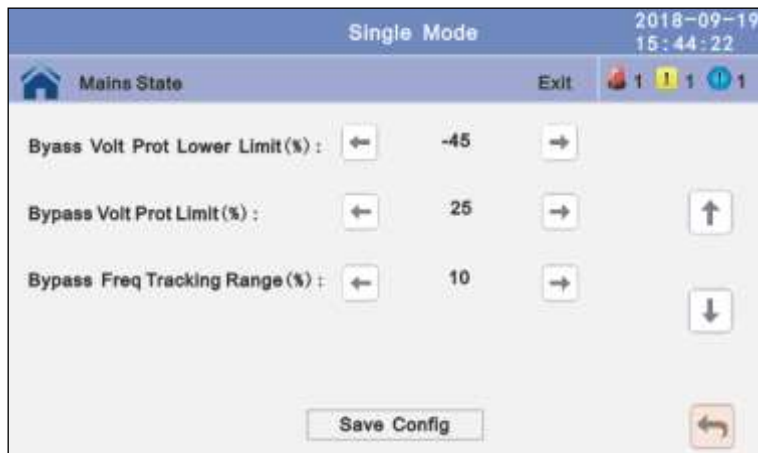 Single Mode
2018-09-19
15:44:22
Mains State
Exit
1
1
1
Byass Volt Prot Lower Limit(%) :
-45
Bypass Volt Prot Limit(%) :
25
Bypass Freq Tracking Range(%) :
10
Save Config